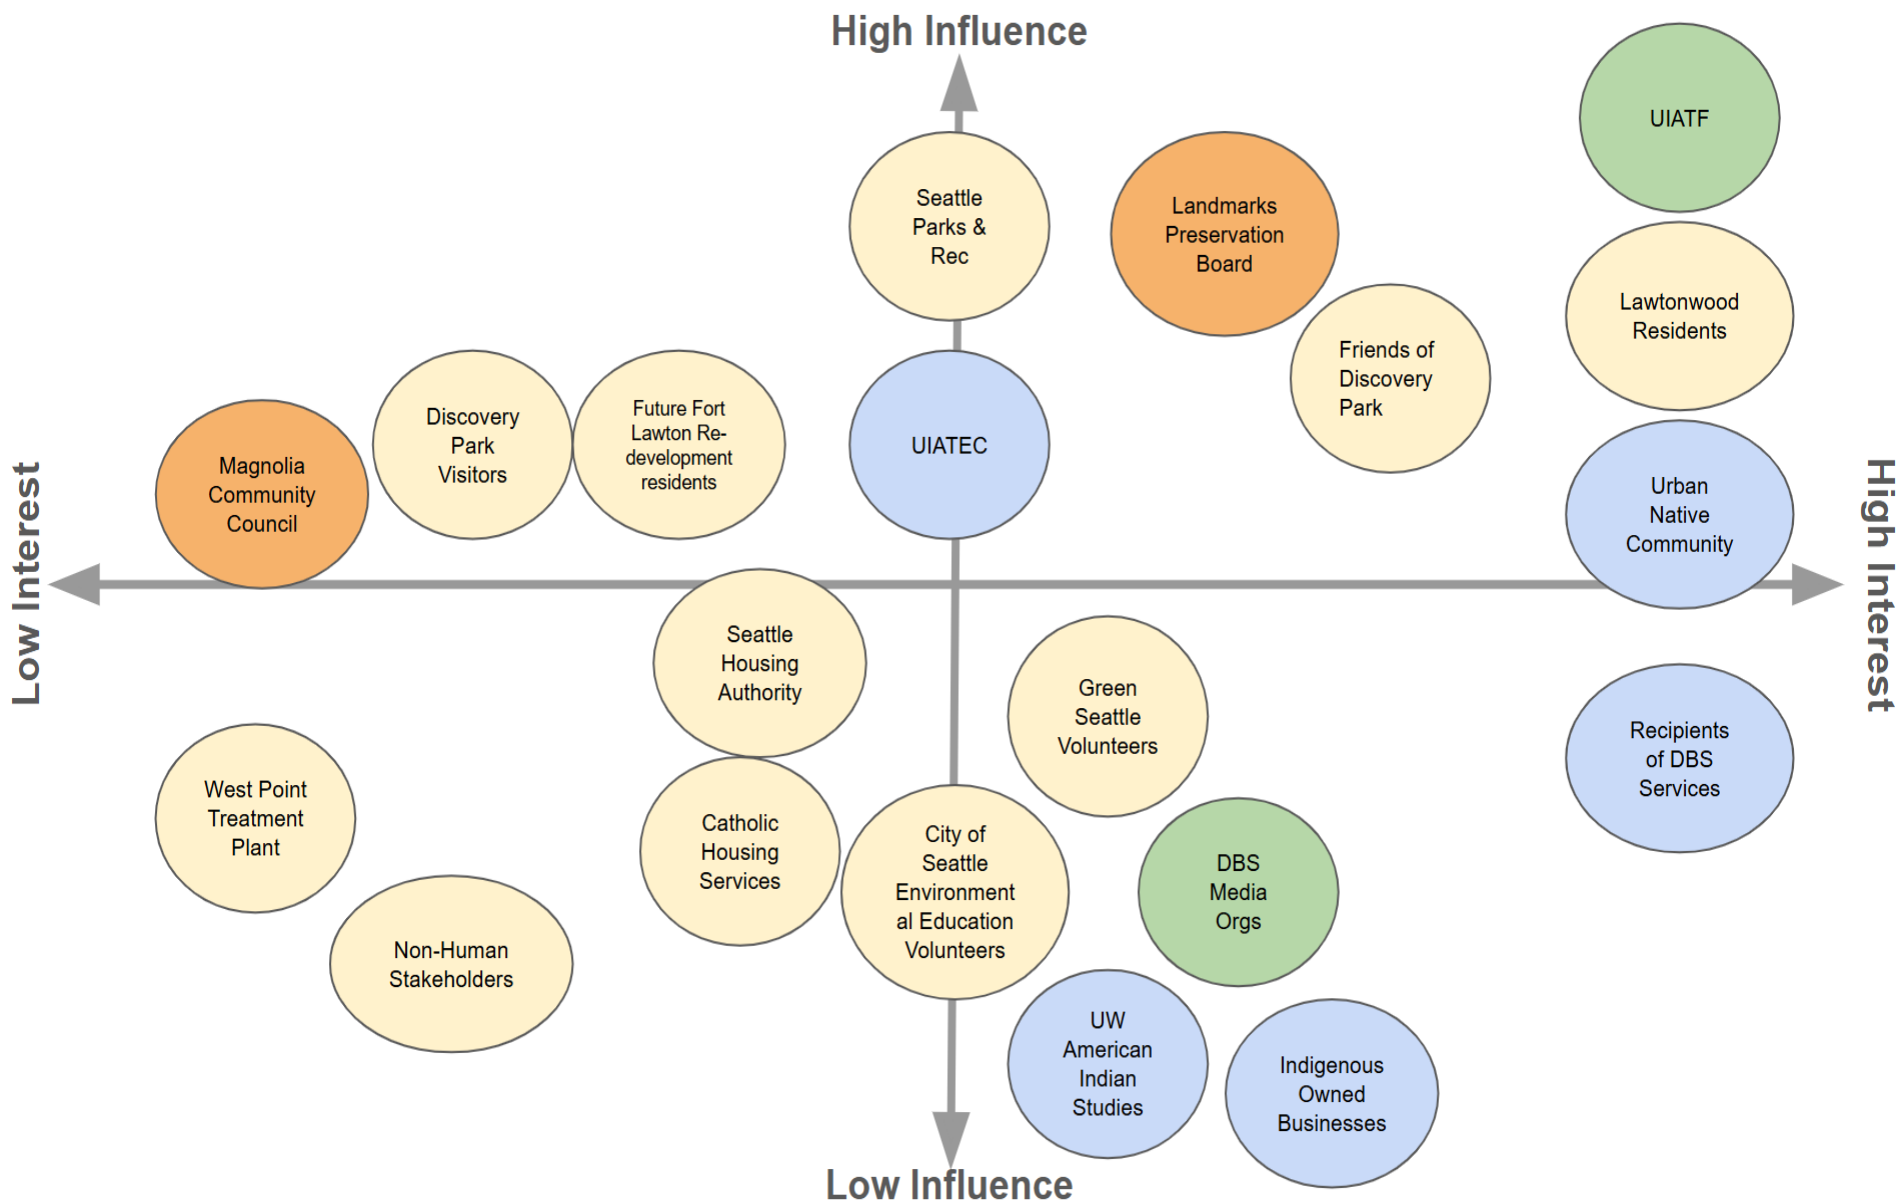 High Influence
UIATF
Seattle
Parks &
Rec
Landmarks
Preservation
Board
Lawtonwood
Residents
Friends of
Discovery
Park
Discovery
Park
Visitors
Future Fort
Lawton Re-
development
residents
UIATEC
Magnolia
Community
Council
Urban
Native
Community
Low Interest
High Interest
Seattle
Housing
Authority
Green
Seattle
Volunteers
Recipients
of DBS
Services
West Point
Treatment
Plant
Catholic
Housing
Services
City of
Seattle
Environment
al Education
Volunteers
DBS
Media
Orgs
Non-Human
Stakeholders
UW
American
Indian
Studies
Indigenous
Owned
Businesses
Low Influence